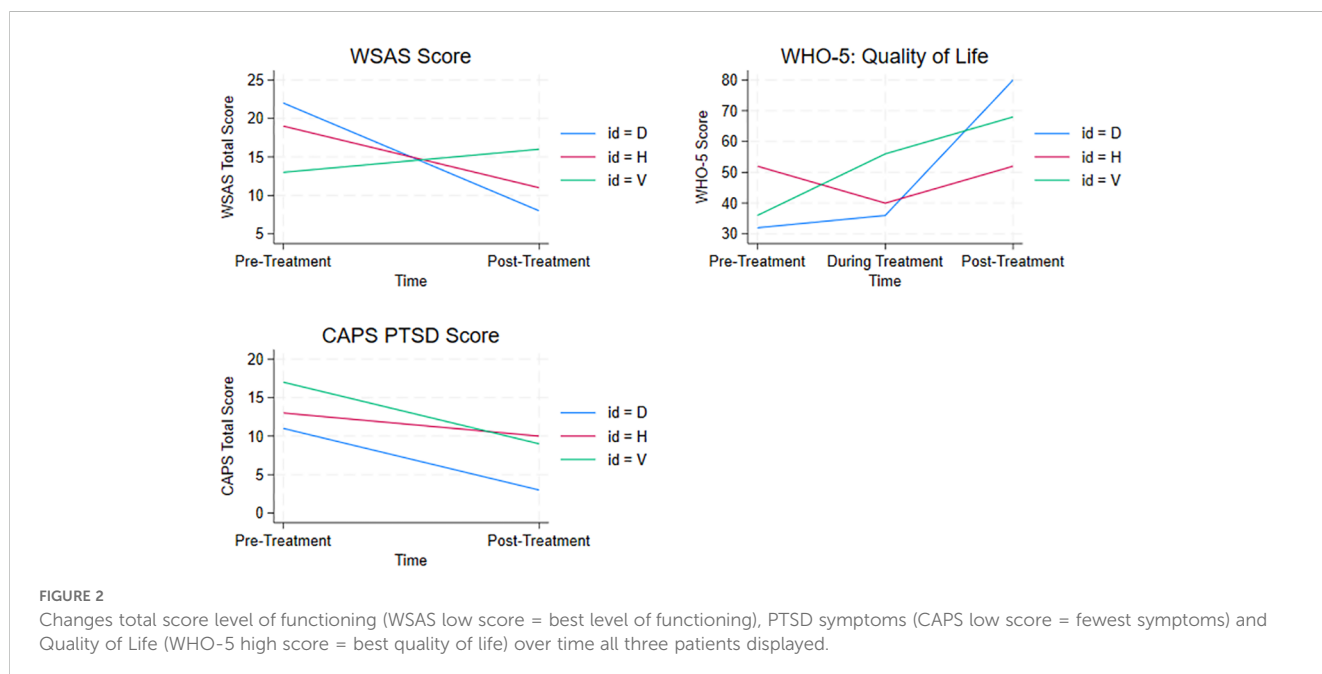 WSAS Score
WSAS Total Score
25
20
15
10
5
Pre-Treatment
Post-Treatment
Time
id = D
id = H
id = V
WHO-5: Quality of Life
WHO-5 Score
80
70
60
50
40
30
Pre-Treatment
During Treatment
Post-Treatment
Time
id = D
id = H
id = V
CAPS PTSD Score
CAPS Total Score
20
15
10
5
0
Pre-Treatment
Post-Treatment
Time
id = D
id = H
id = V
FIGURE 2
Changes total score level of functioning (WSAS low score = best level of functioning), PTSD symptoms (CAPS low score = fewest symptoms) and
Quality of Life (WHO-5 high score = best quality of life) over time all three patients displayed.